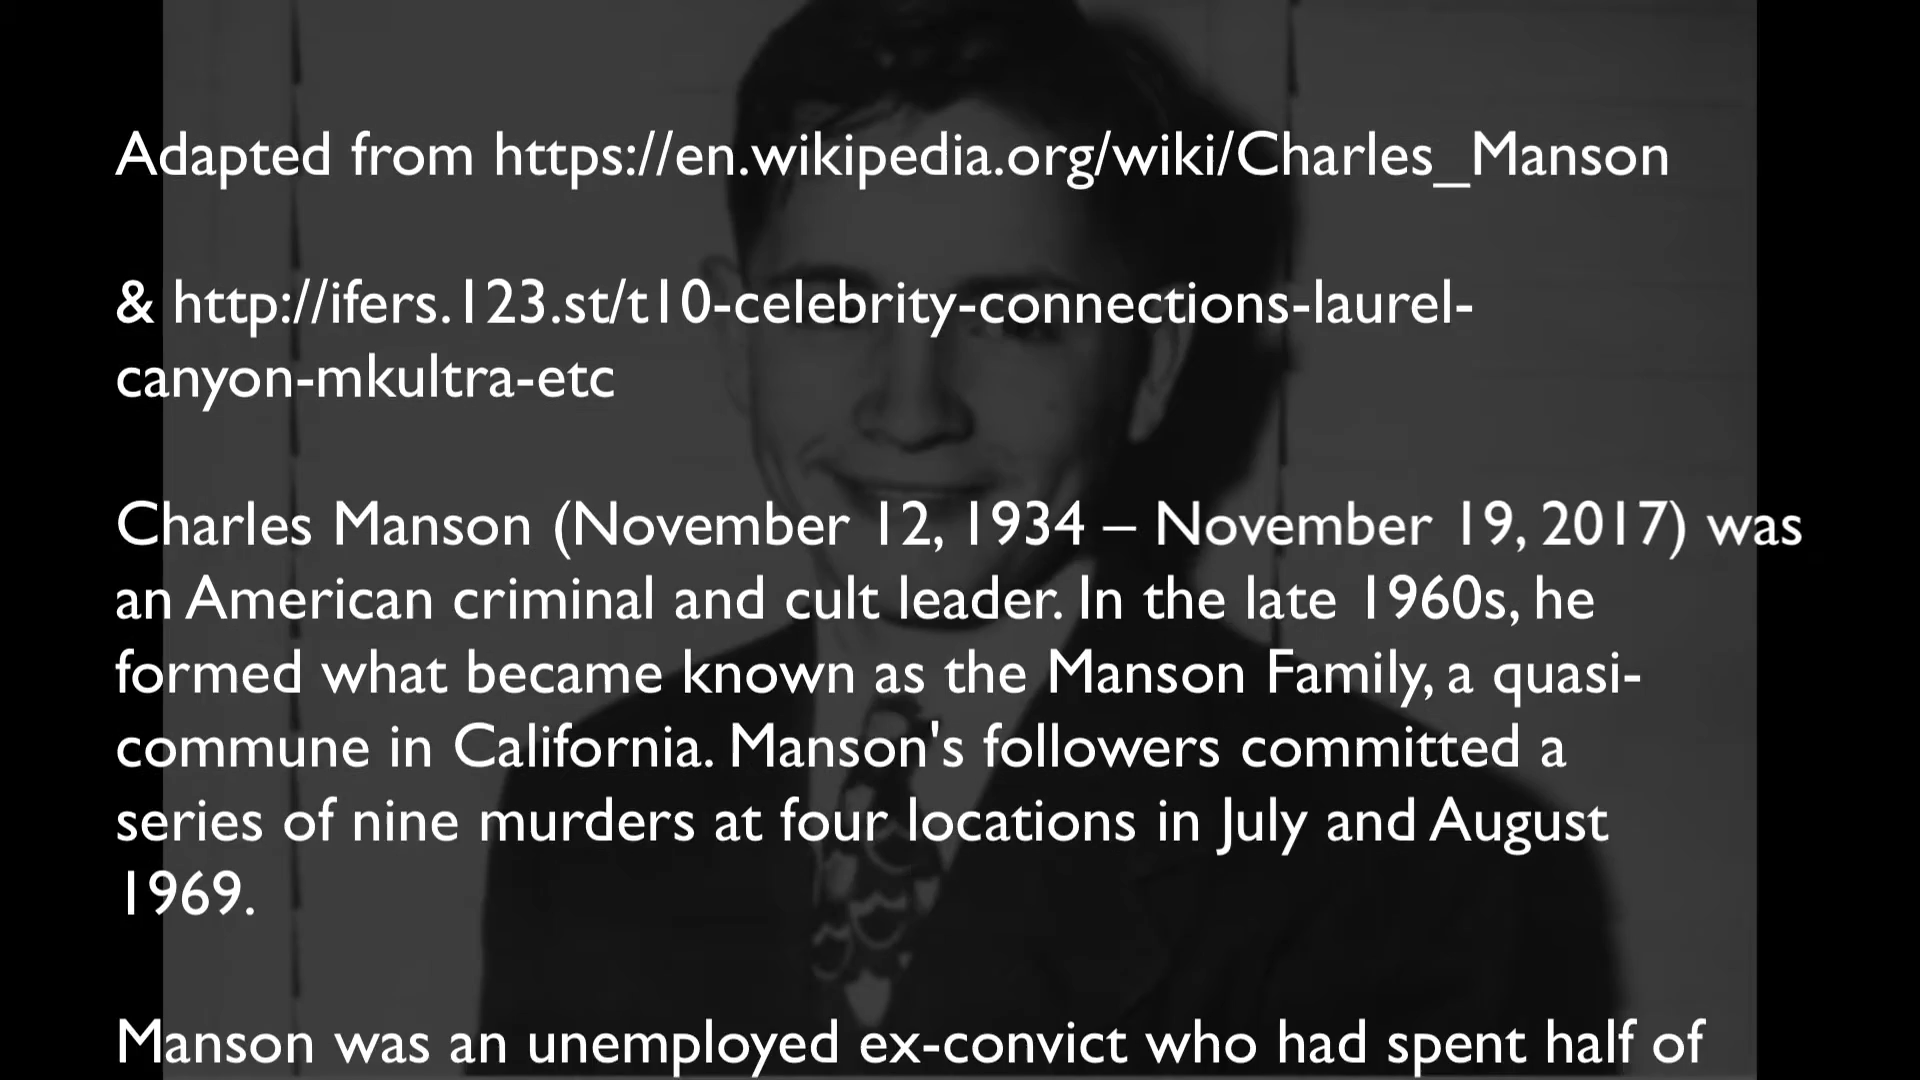 Adapted from https://en.wikipedia.org/wiki/Charles_Manson
& http://ifers.123.st/t10-celebrity-connections-laurel-
canyon-mkultra-etc
Charles Manson (November 12, 1934 – November 19, 2017) was
an American criminal and cult leader. In the late 1960s, he
formed what became known as the Manson Family, a quasi-
commune in California. Manson's followers committed a
series of nine murders at four locations in July and August
1969.
Manson was an unemployed ex-convict who had spent half of